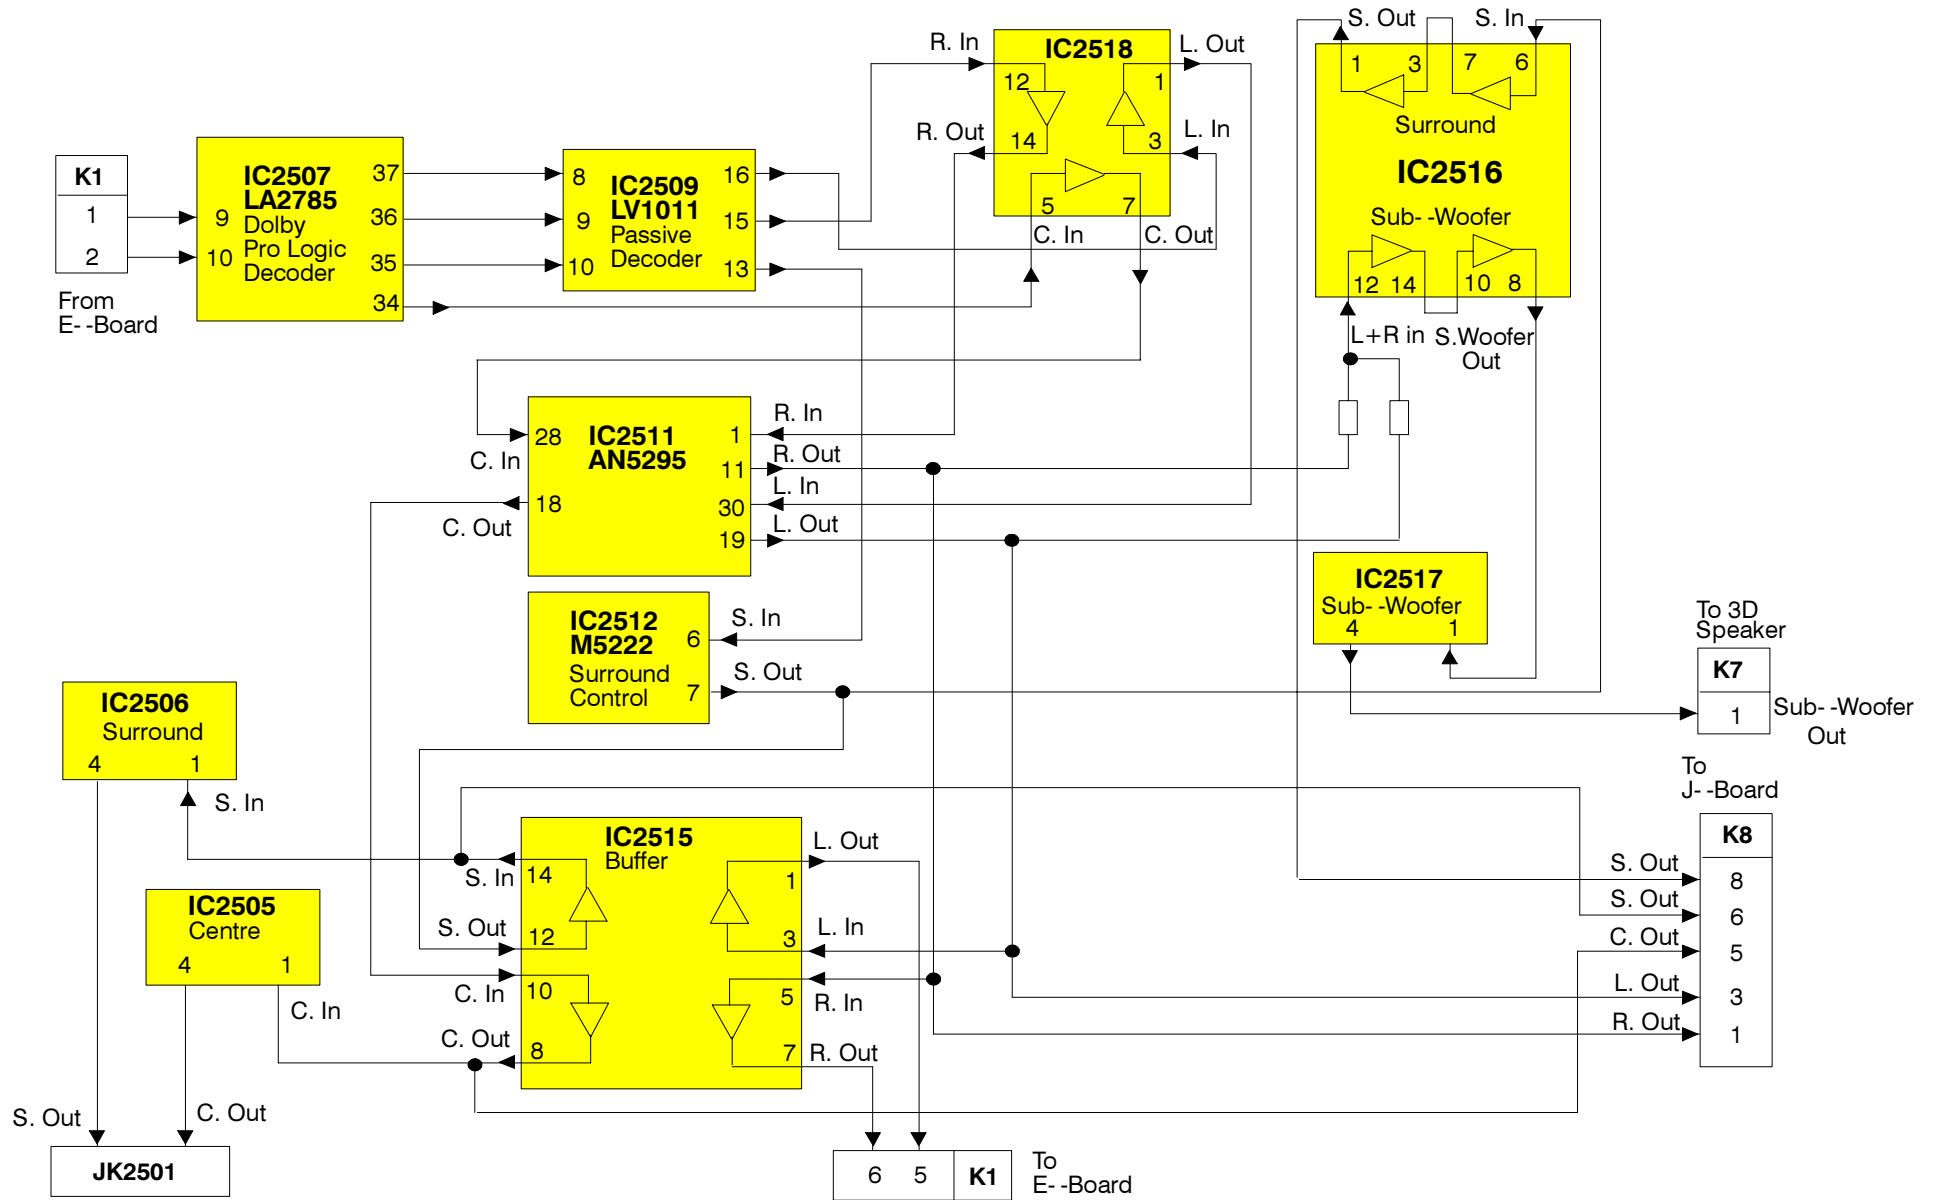 S. Out
S. In
R. In
IC2518
L. Out
1
3
7
6
12
1
Surround
R. Out
14
3
L. In
IC2516
5
7
C. In
C. Out
Sub- -Woofer
12 14
10 8
L+R in
S.Woofer
Out
K1
1
2
From
E- -Board
IC2507
LA2785
Dolby
Pro Logic
Decoder
9
10
37
36
35
34
8
9
10
IC2509
LV1011
Passive
Decoder
16
15
13
28
C. In
18
C. Out
IC2511
AN5295
1
11
30
19
R. In
R. Out
L. In
L. Out
IC2517
Sub- -Woofer
4
1
IC2512
M5222
Surround
Control
6
7
S. In
S. Out
To 3D
Speaker
K7
1
Sub- -Woofer
Out
IC2506
Surround
4
1
S. In
To
J- -Board
K8
8
6
5
3
1
S. Out
S. Out
C. Out
L. Out
R. Out
IC2515
Buffer
14
12
10
8
1
3
5
7
S. In
S. Out
C. In
C. Out
L. Out
L. In
R. In
R. Out
IC2505
Centre
4
1
C. In
S. Out
C. Out
JK2501
6 5 K1
To
E- -Board